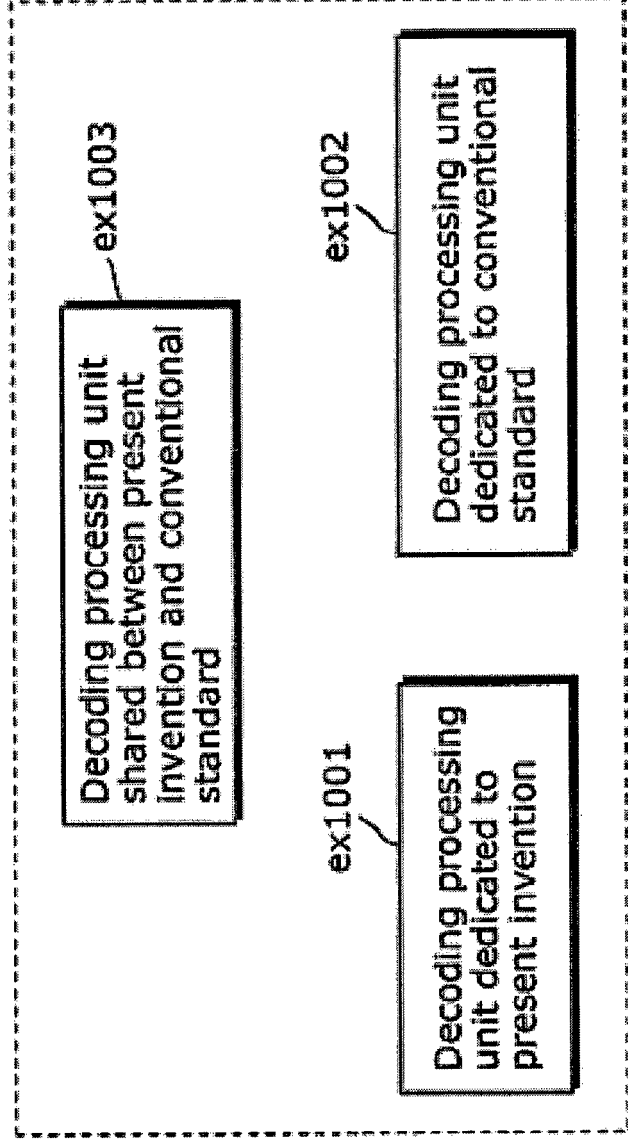 ex1003
Decoding processing unit
shared between present
invention and conventional
standard
ex1001
Decoding processing
unit dedicated to
present invention
ex1002
Decoding processing unit
dedicated to conventional
standard